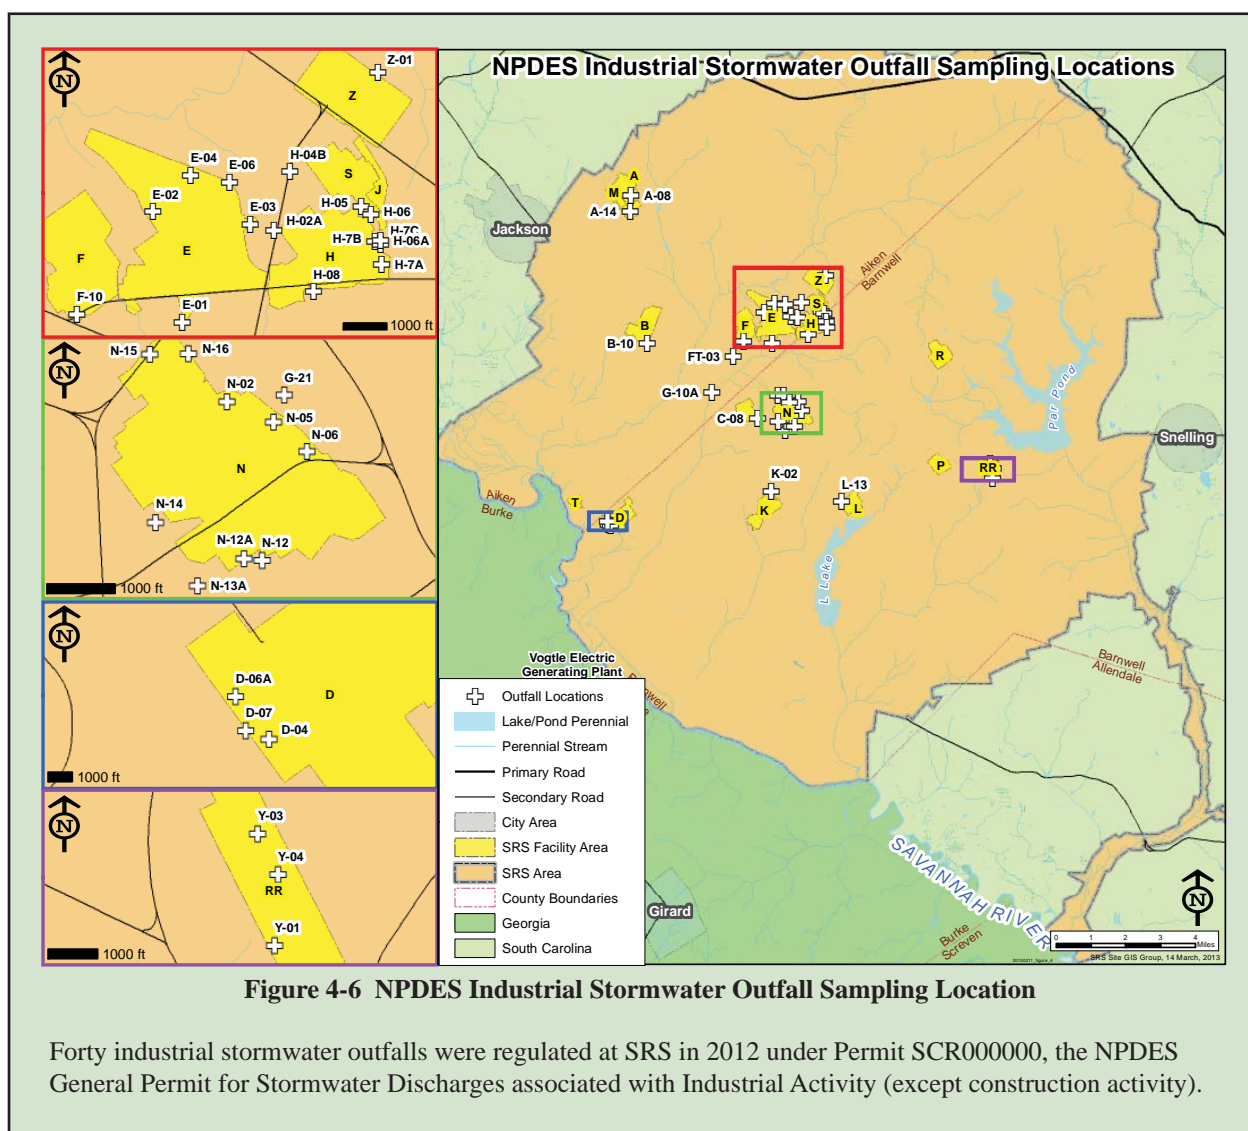 N
Z-01
Z
E-04
E-06
H-04B
S
J
E-02
H-05
H-06
E-03
H-02A
H-7C
H-7B
H-06A
F
E
H
H-7A
H-08
F-10
E-01
1000 ft
N
N-15
N-16
N-02
G-21
N-05
N-06
N
N-14
N-12A
N-12
N-13A
1000 ft
N
D-06A
D
D-07
D-04
1000 ft
N
Y-03
Y-04
RR
Y-01
1000 ft
NPDES Industrial Stormwater Outfall Sampling Locations
A
M
A-08
A-14
Jackson
Aiken
Barnwell
Z
S
B
F
E
H
B-10
FT-03
R
G-10A
Par Pond
C-08
N
Snelling
P
RR
K-02
L-13
Aiken
Burke
T
D
K
L
L Lake
Vogtle Electric
Generating Plant
Barnwell
Allendale
Outfall Locations
Lake/Pond Perennial
Perennial Stream
Primary Road
Secondary Road
City Area
SRS Facility Area
SRS Area
County Boundaries
Georgia
South Carolina
Girard
SAVANNAH RIVER
Burke
Screven
N
0 1 2 3 4
Miles
SRS Site GIS Group, 14 March, 2013
Figure 4-6 NPDES Industrial Stormwater Outfall Sampling Location
Forty industrial stormwater outfalls were regulated at SRS in 2012 under Permit SCR000000, the NPDES
General Permit for Stormwater Discharges associated with Industrial Activity (except construction activity).